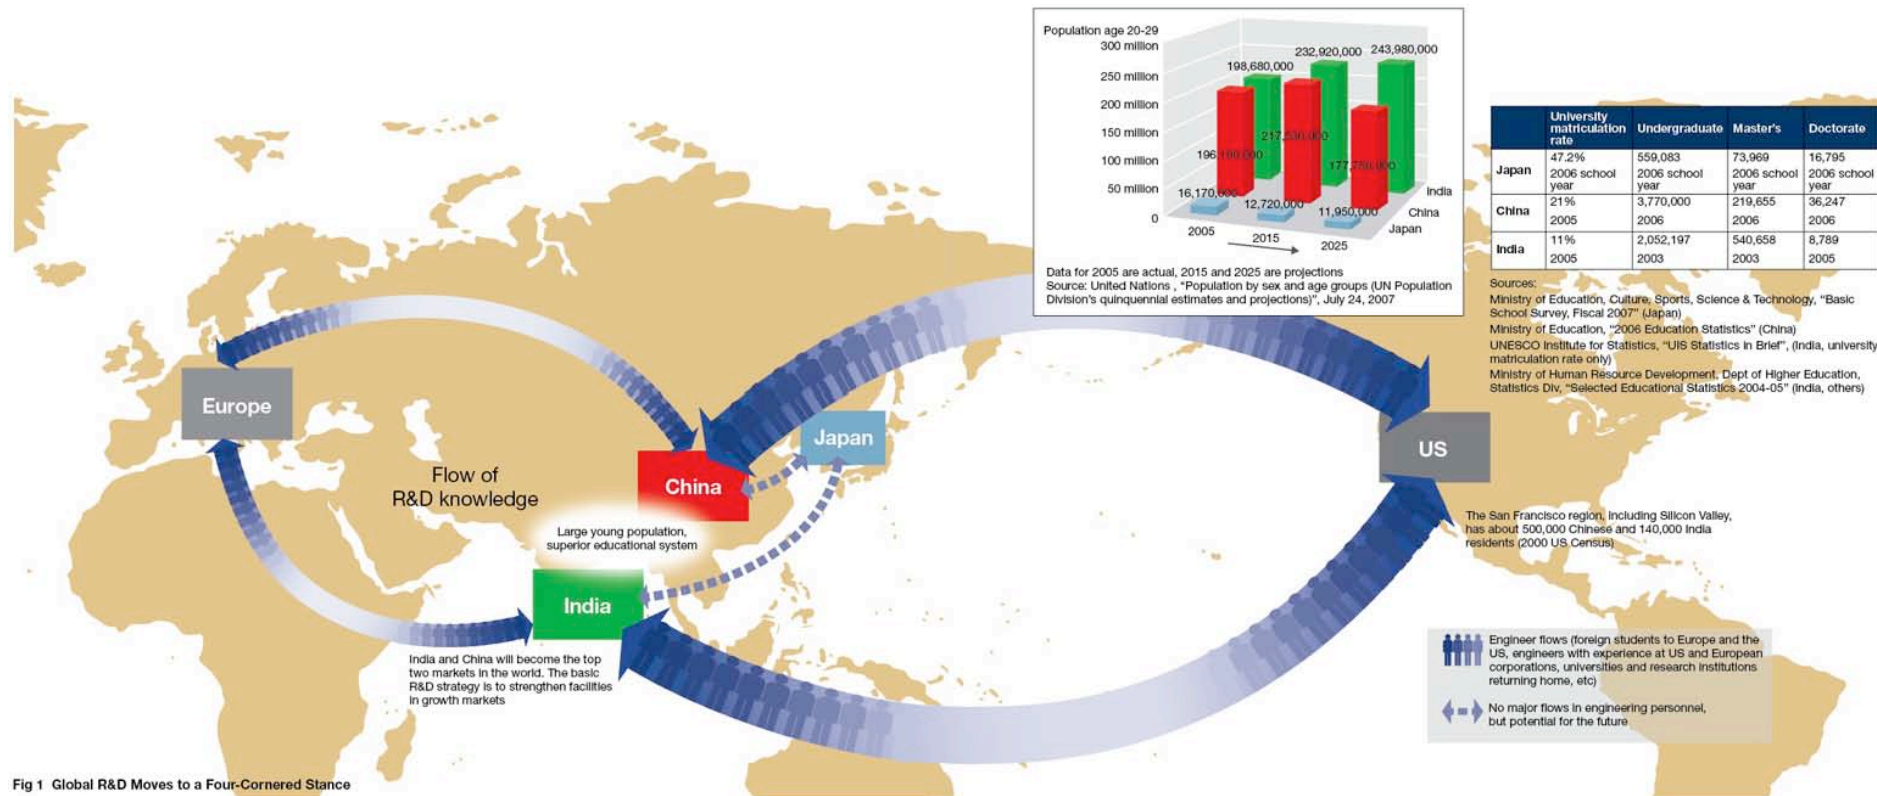 Population age 20-29
300 million
250 million
200 million
150 million
100 million
50 million
0
198,680,000
232,920,000
243,980,000
196,190,000
217,530,000
177,750,000
16,170,000
12,720,000
11,950,000
2005
2015
2025
India
China
Japan
Data for 2005 are actual, 2015 and 2025 are projections
Source: United Nations , “Population by sex and age groups (UN Population
Division’s quinquennial estimates and projections)”, July 24, 2007
University
matriculation
rate
Undergraduate
Master’s
Doctorate
Japan
47.2%
2006 school
year
559,083
2006 school
year
73,969
2006 school
year
16,795
2006 school
year
China
21%
2005
3,770,000
2006
219,655
2006
36,247
2006
India
11%
2005
2,052,197
2003
540,658
2003
8,789
2005
Sources:
Ministry of Education, Culture, Sports, Science & Technology, “Basic
School Survey, Fiscal 2007” (Japan)
Ministry of Education, “2006 Education Statistics” (China)
UNESCO Institute for Statistics, “UIS Statistics in Brief”, (India, university
matriculation rate only)
Ministry of Human Resource Development, Dept of Higher Education,
Statistics Div, “Selected Educational Statistics 2004-05” (India, others)
Europe
Japan
US
China
Flow of
R&D knowledge
Large young population,
superior educational system
India
The San Francisco region, including Silicon Valley,
has about 500,000 Chinese and 140,000 India
residents (2000 US Census)
India and China will become the top
two markets in the world. The basic
R&D strategy is to strengthen facilities
in growth markets
Engineer flows (foreign students to Europe and the
US, engineers with experience at US and European
corporations, universities and research institutions
returning home, etc)
No major flows in engineering personnel,
but potential for the future
Fig 1 Global R&D Moves to a Four-Cornered Stance